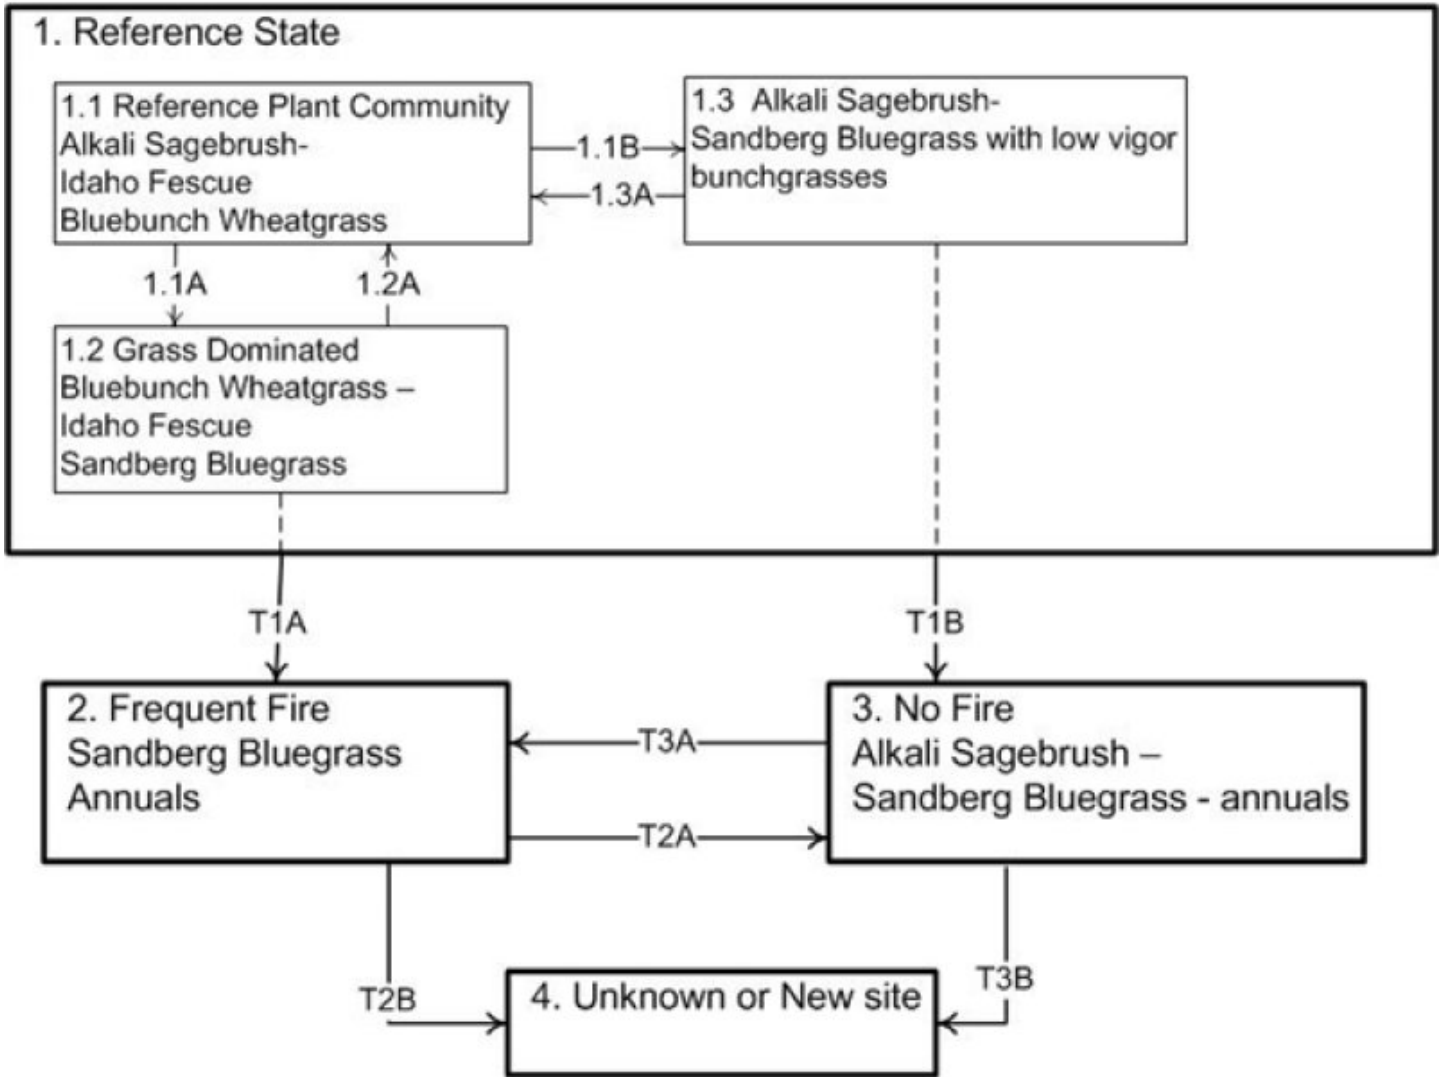 1. Reference State
1.1 Reference Plant Community
Alkali Sagebrush-
Idaho Fescue
Bluebunch Wheatgrass
1.1B
1.3A
1.3 Alkali Sagebrush-
Sandberg Bluegrass with low vigor
bunchgrasses
1.1A
1.2A
1.2 Grass Dominated
Bluebunch Wheatgrass –
Idaho Fescue
Sandberg Bluegrass
T1A
T1B
2. Frequent Fire
Sandberg Bluegrass
Annuals
T3A
T2A
3. No Fire
Alkali Sagebrush –
Sandberg Bluegrass - annuals
T2B
4. Unknown or New site
T3B